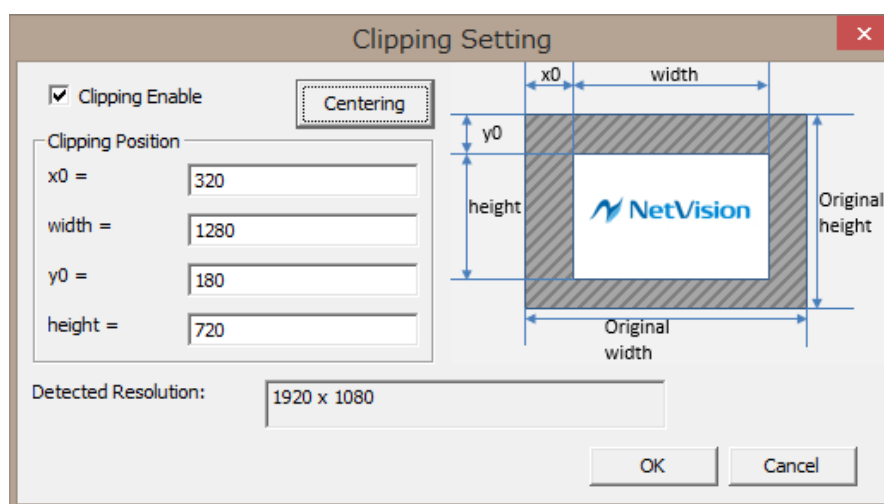 Clipping Setting
Clipping Enable
Centering
Clipping Position
x0 =
320
width =
1280
y0 =
180
height =
720
x0
width
y0
height
NetVision
Original
height
Original
width
Detected Resolution:
1920 x 1080
OK
Cancel